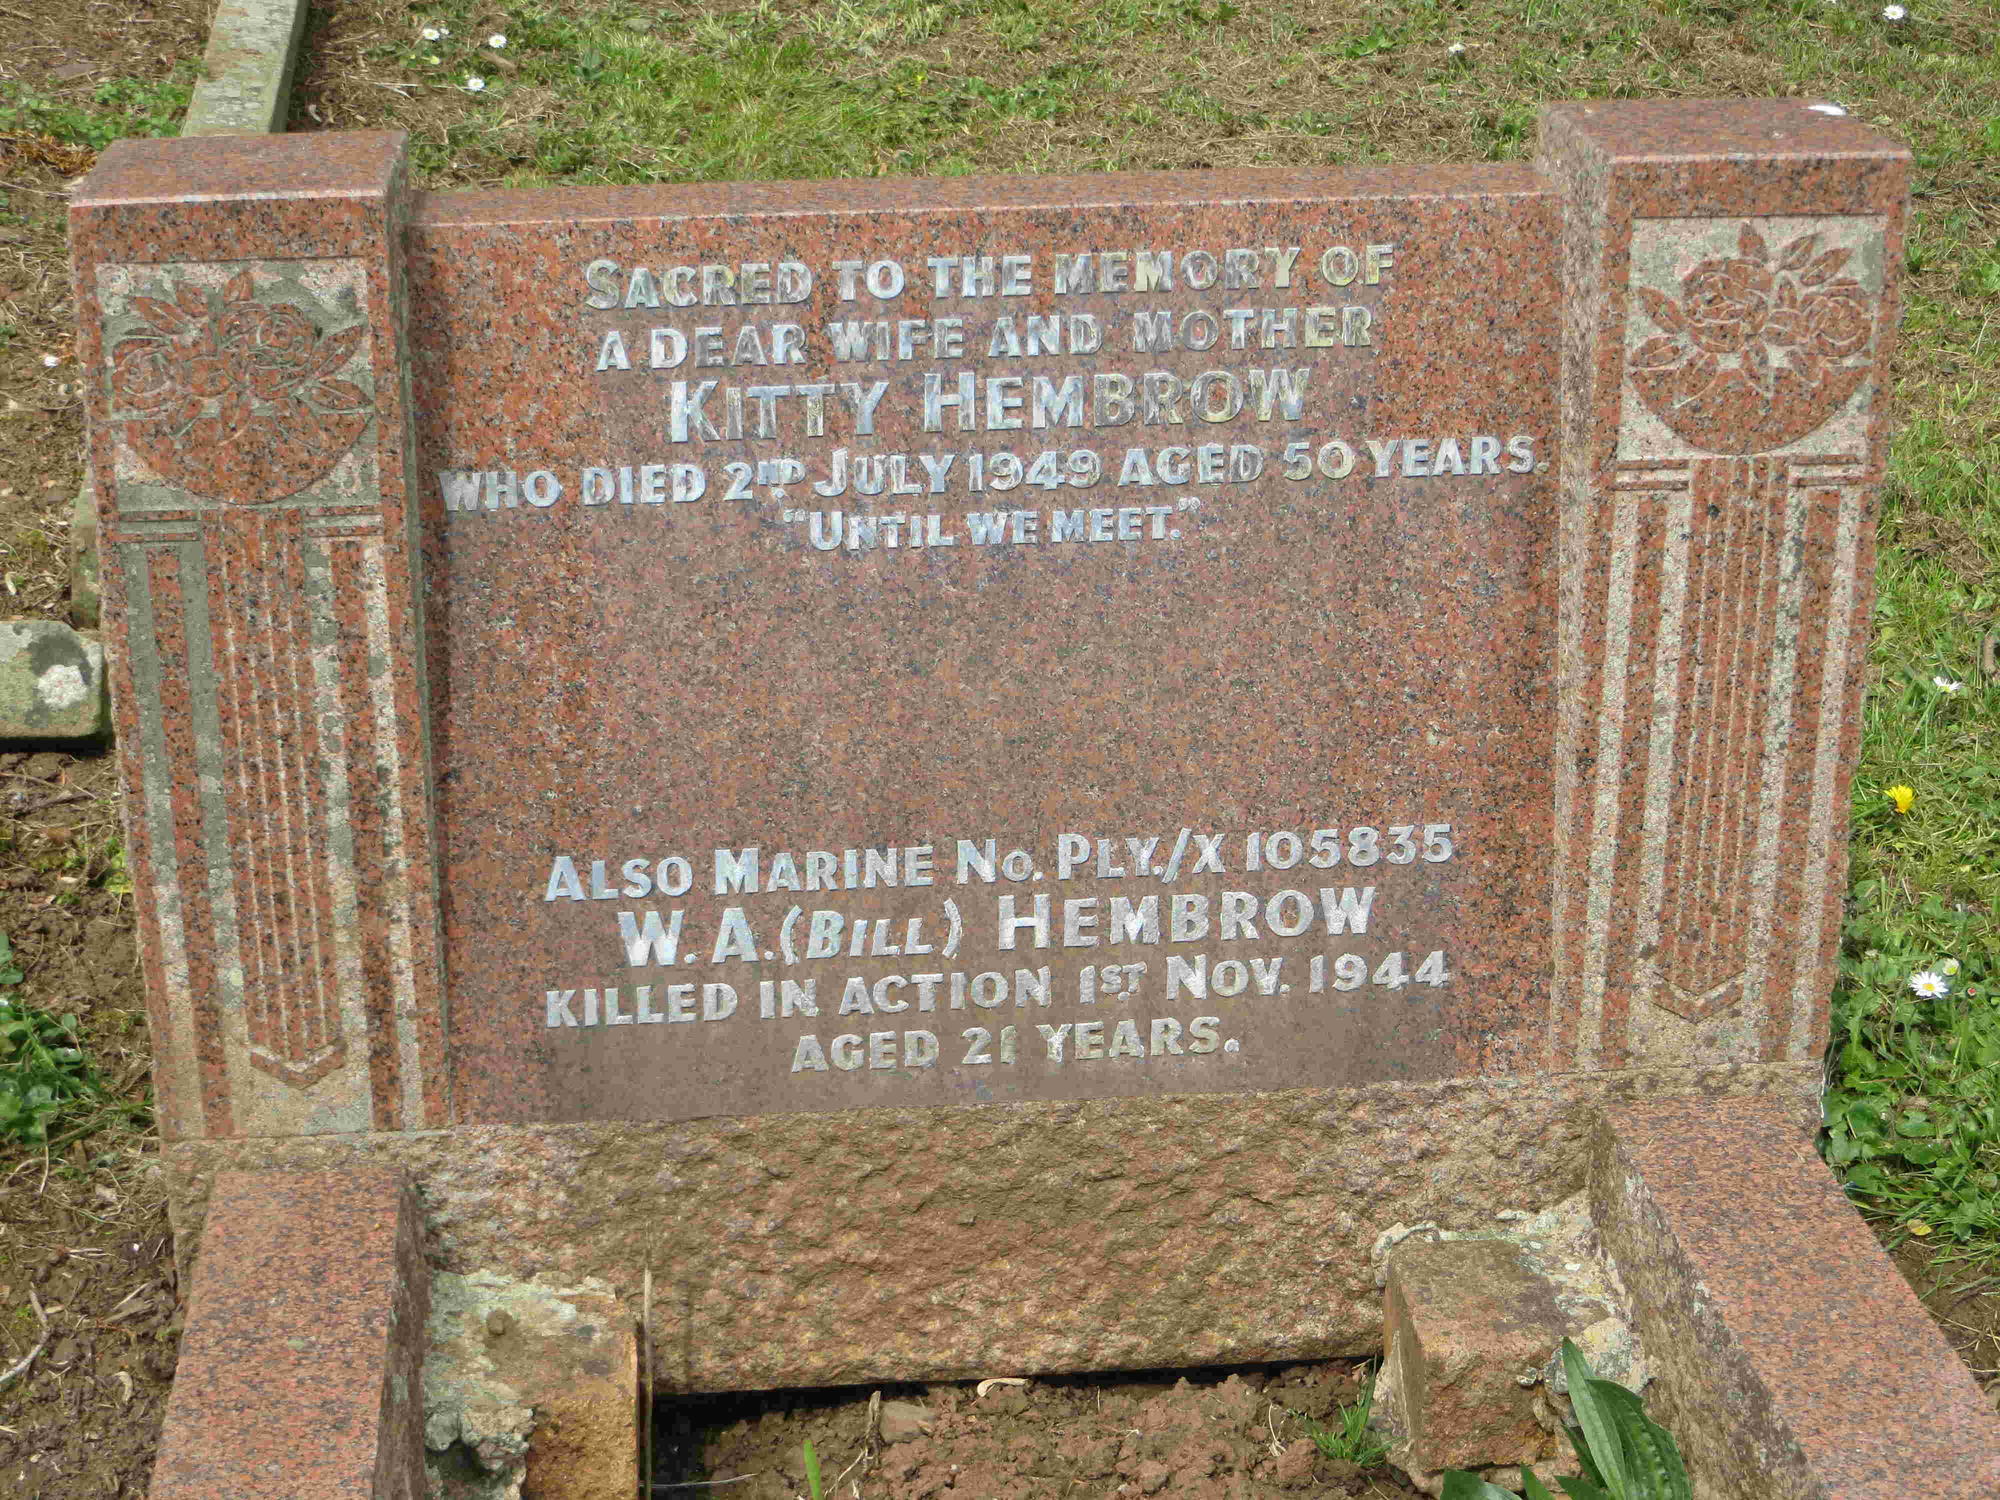 SACRED TO THE MEMORY OF
A DEAR WIFE AND MOTHER
KITTY HEMBROW
WHO DIED 2ND JULY 1949 AGED 50 YEARS.
"UNTIL WE MEET."
ALSO MARINE NO. PLY./X 105835
W. A. (BILL) HEMBROW
KILLED IN ACTION 1ST NOV. 1944
AGED 21 YEARS.